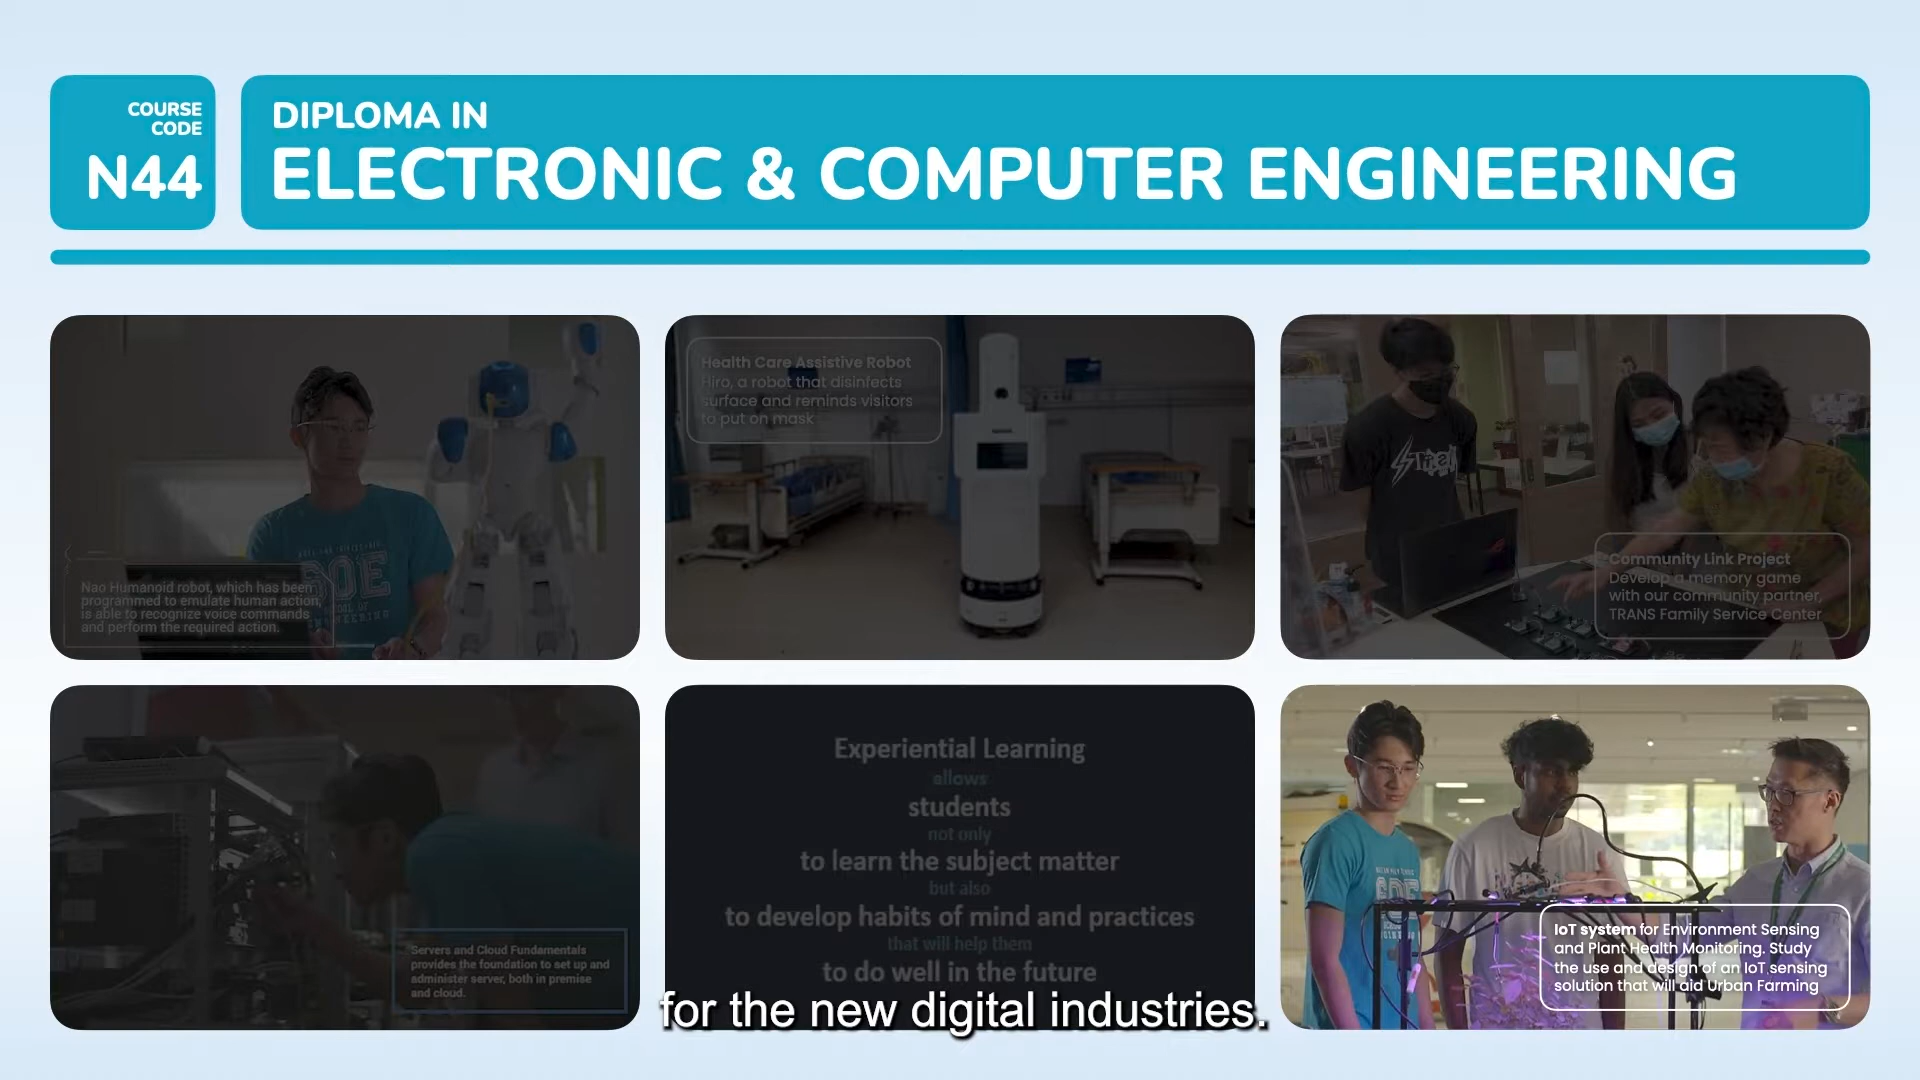 COURSE
CODE
N44
DIPLOMA IN
ELECTRONIC & COMPUTER ENGINEERING
Nao Humanoid robot, which has been
programmed to emulate human action,
is able to recognize voice commands
and perform the required action.
SOE
Health Care Assistive Robot
Hiro, a robot that disinfects
surface and reminds visitors
to put on mask
Community Link Project
Develop a memory game
with our community partner,
TRANS Family Service Center
Servers and Cloud Fundamentals
provides the foundation to set up and
administer server, both in premise
and cloud.
Experiential Learning
allows
students
not only
to learn the subject matter
but also
to develop habits of mind and practices
that will help them
to do well in the future
IoT system for Environment Sensing
and Plant Health Monitoring. Study
the use and design of an IoT sensing
solution that will aid Urban Farming
for the new digital industries.